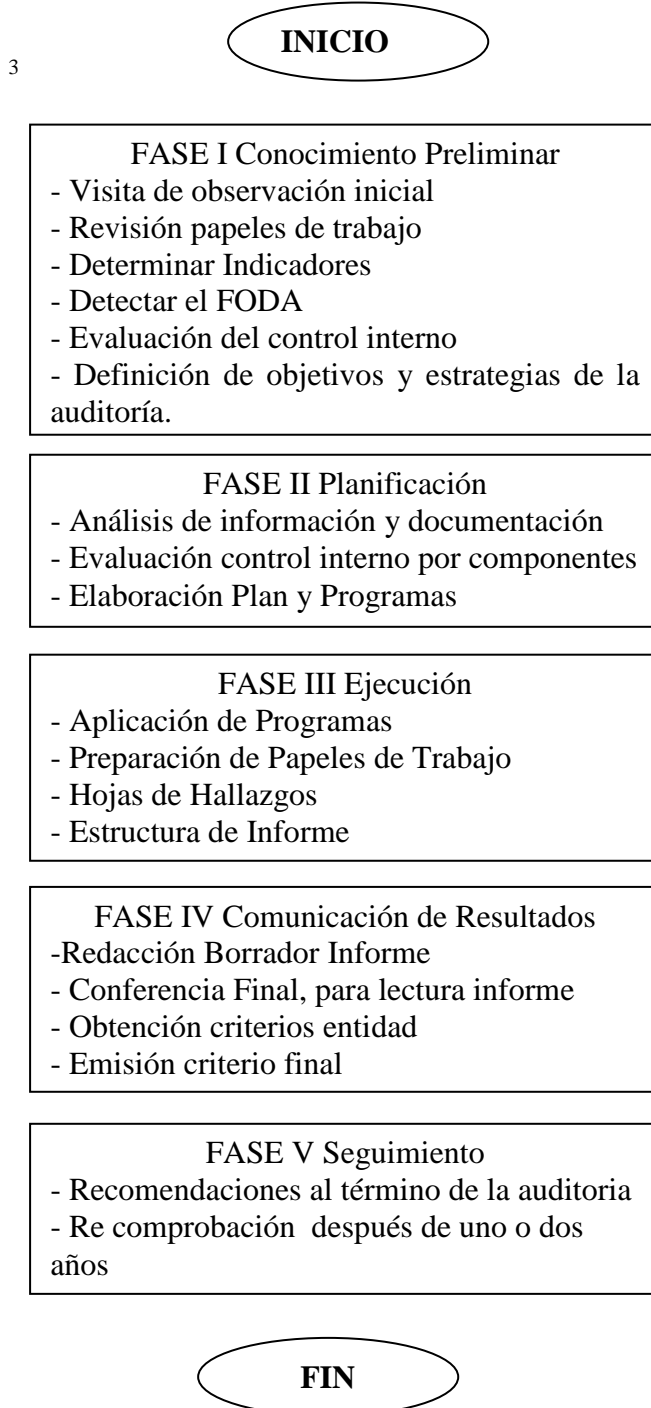 INICIO
3
FASE I Conocimiento Preliminar
- Visita de observación inicial
- Revisión papeles de trabajo
- Determinar Indicadores
- Detectar el FODA
- Evaluación del control interno
- Definición de objetivos y estrategias de la
auditoría.
FASE II Planificación
- Análisis de información y documentación
- Evaluación control interno por componentes
- Elaboración Plan y Programas
FASE III Ejecución
- Aplicación de Programas
- Preparación de Papeles de Trabajo
- Hojas de Hallazgos
- Estructura de Informe
FASE IV Comunicación de Resultados
-Redacción Borrador Informe
- Conferencia Final, para lectura informe
- Obtención criterios entidad
- Emisión criterio final
FASE V Seguimiento
- Recomendaciones al término de la auditoria
- Re comprobación  después de uno o dos
años
FIN